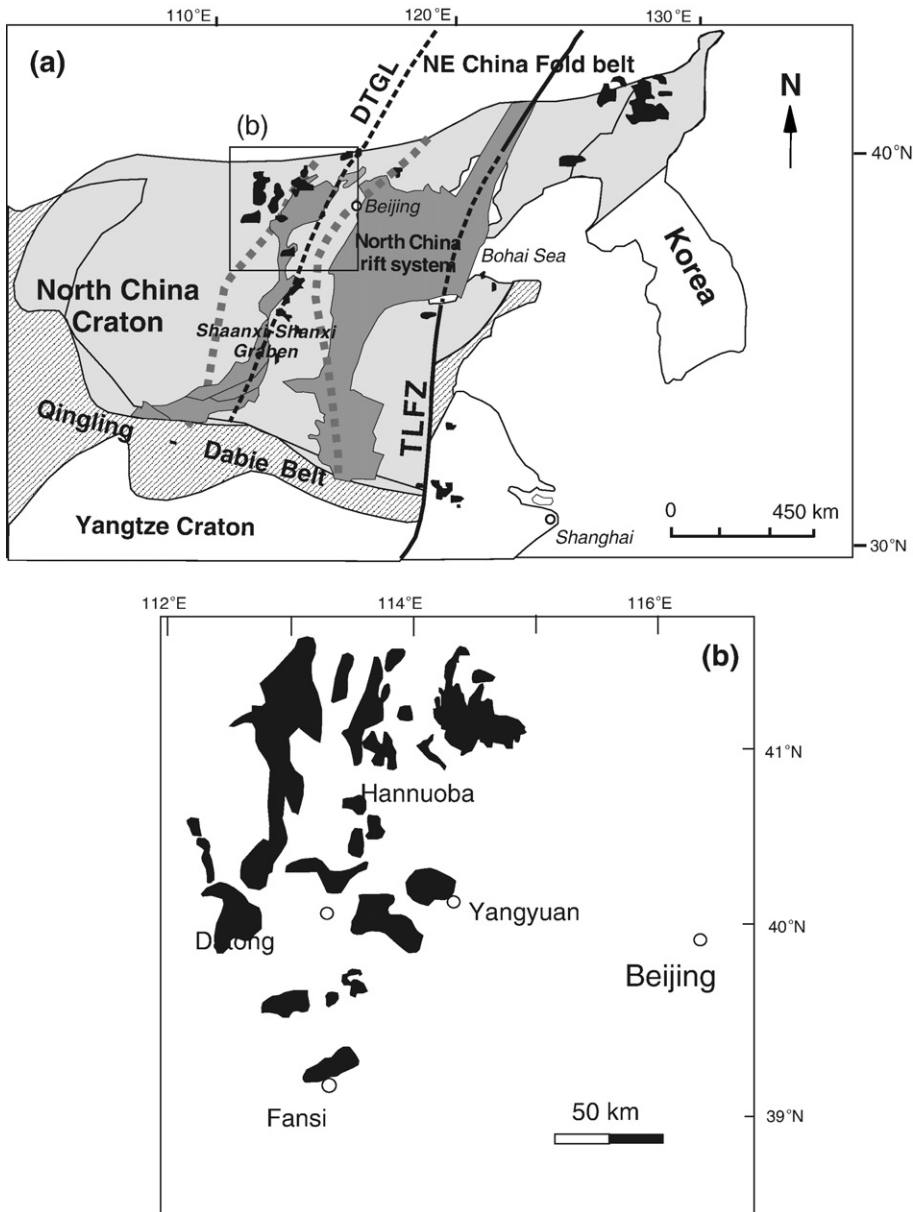 110°E
120°E
130°E
(a)
NE China Fold belt
DTGL
N
(b)
40°N
Beijing
North China
rift system
Bohai Sea
Korea
North China
Craton
Shaanxi-Shanxi
Graben
TLFZ
Qingling - Dabie Belt
0 450 km
Yangtze Craton
Shanghai
30°N
112°E
114°E
116°E
(b)
41°N
Hannuoba
Yangyuan
Datong
40°N
Beijing
50 km
Fansi
39°N